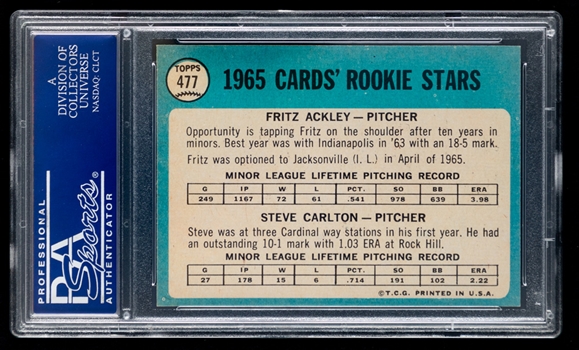 A
DIVISION OF
COLLECTORS
UNIVERSE
NASDAQ: CLCT
PROFESSIONAL
PSA
Sports
AUTHENTICATOR
TOPPS
477
1965 CARDS' ROOKIE STARS
FRITZ ACKLEY—PITCHER
Opportunity is tapping Fritz on the shoulder after ten years in
minors. Best year was with Indianapolis in '63 with an 18-5 mark.
Fritz was optioned to Jacksonville (I. L.) in April of 1965.
MINOR LEAGUE LIFETIME PITCHING RECORD
G IP W L PCT. SO BB ERA
249 1167 72 61 .541 978 639 3.98
STEVE CARLTON—PITCHER
Steve was at three Cardinal way stations in his first year. He had
an outstanding 10-1 mark with 1.03 ERA at Rock Hill.
MINOR LEAGUE LIFETIME PITCHING RECORD
G IP W L PCT. SO BB ERA
27 178 15 6 .714 191 102 2.22
©T.C.G. PRINTED IN U.S.A.